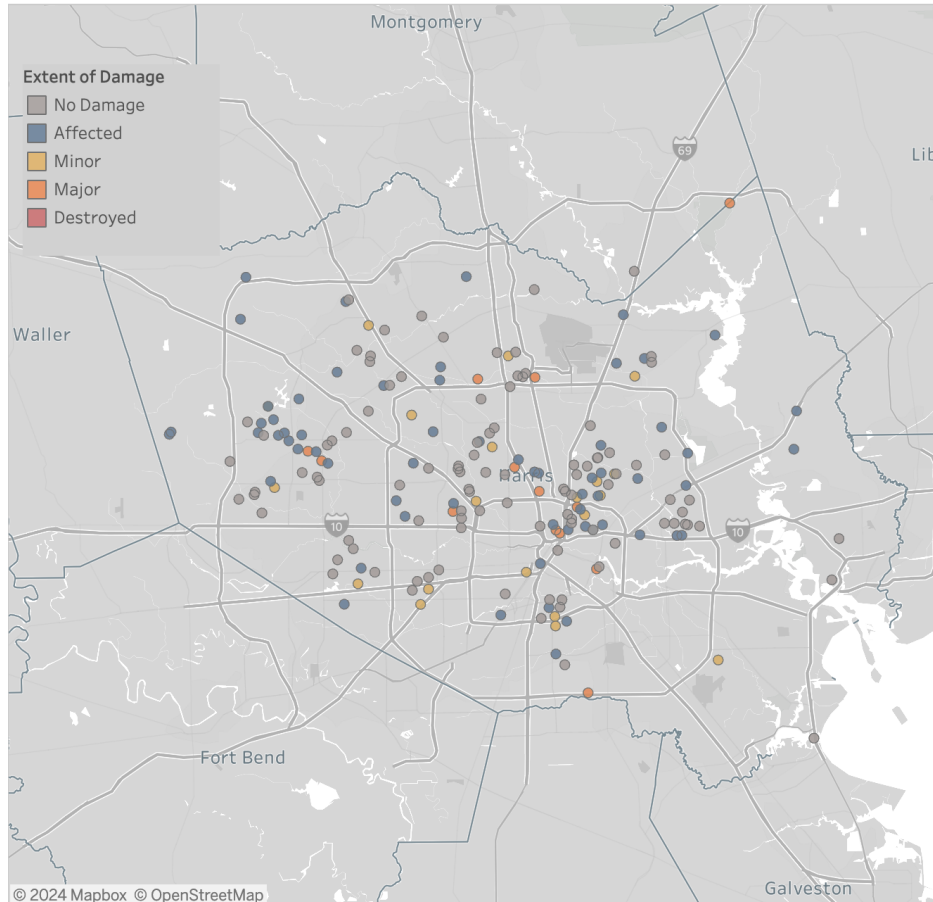 Montgomery
Extent of Damage
No Damage
Affected
Minor
Major
Destroyed
69
Lib
Waller
Harris
10
10
Fort Bend
Galveston
© 2024 Mapbox © OpenStreetMap